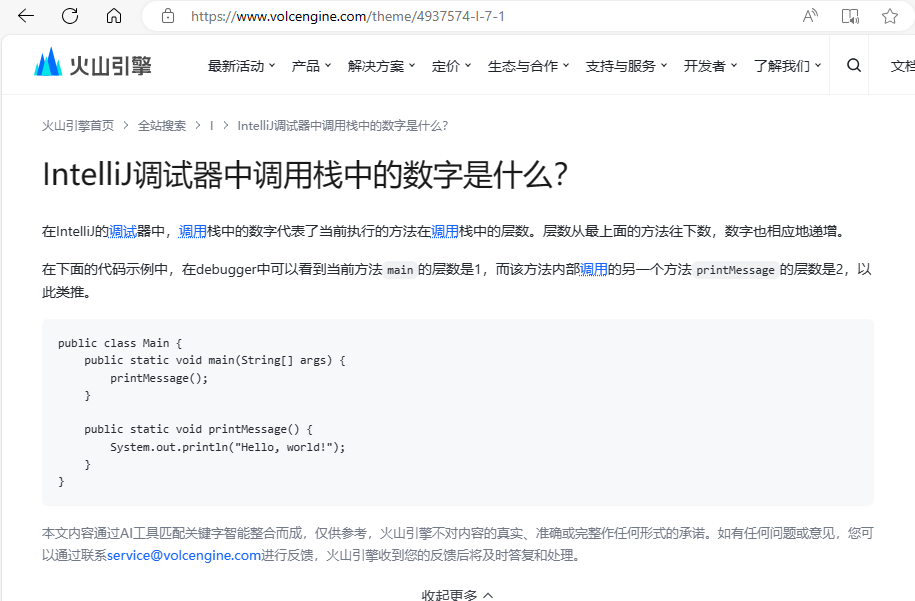 https://www.volcengine.com/theme/4937574-I-7-1
火山引擎 最新活动 产品 解决方案 定价 生态与合作 支持与服务 开发者 了解我们 文档
火山引擎首页 > 全站搜索 > I > IntelliJ调试器中调用栈中的数字是什么?
IntelliJ调试器中调用栈中的数字是什么?
在IntelliJ的调试器中，调用栈中的数字代表了当前执行的方法在调用栈中的层数。层数从最上面的方法往下数，数字也相应地递增。
在下面的代码示例中，在debugger中可以看到当前方法 main 的层数是1，而该方法内部调用的另一个方法 printMessage 的层数是2，以
此类推。
public class Main {
    public static void main(String[] args) {
        printMessage();
    }
    public static void printMessage() {
        System.out.println("Hello, world!");
    }
}
本文内容通过AI工具匹配关键字智能整合而成，仅供参考，火山引擎不对内容的真实、准确或完整作任何形式的承诺。如有任何问题或意见，您可
以通过联系service@volcengine.com进行反馈，火山引擎收到您的反馈后将及时答复和处理。
收起更多